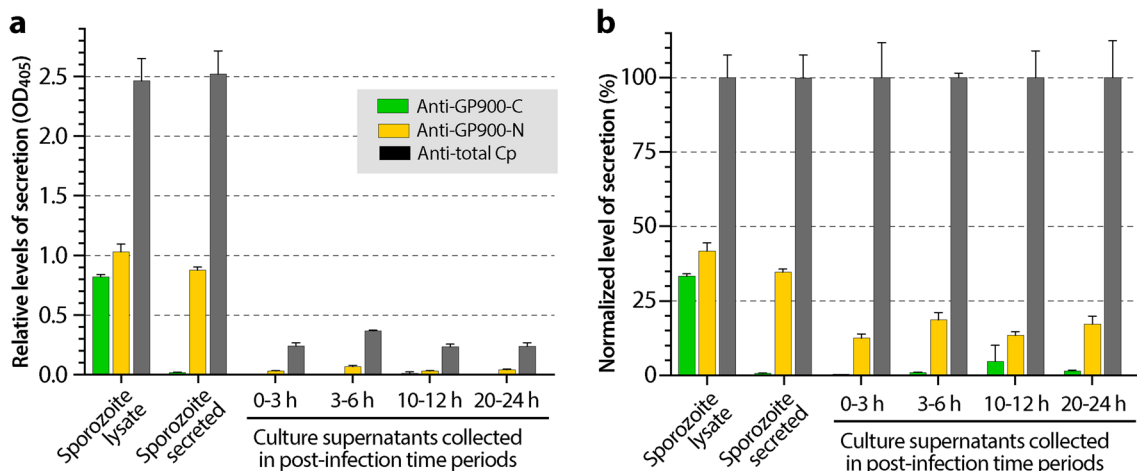 a
Relative levels of secretion (OD405)
2.5
2.0
1.5
1.0
0.5
0.0
Anti-GP900-C
Anti-GP900-N
Anti-total Cp
Sporozoite
lysate
Sporozoite
secreted
0-3 h
3-6 h
10-12 h
20-24 h
Culture supernatants collected
in post-infection time periods
b
Normalized level of secretion (%)
100
75
50
25
0
Sporozoite
lysate
Sporozoite
secreted
0-3 h
3-6 h
10-12 h
20-24 h
Culture supernatants collected
in post-infection time periods